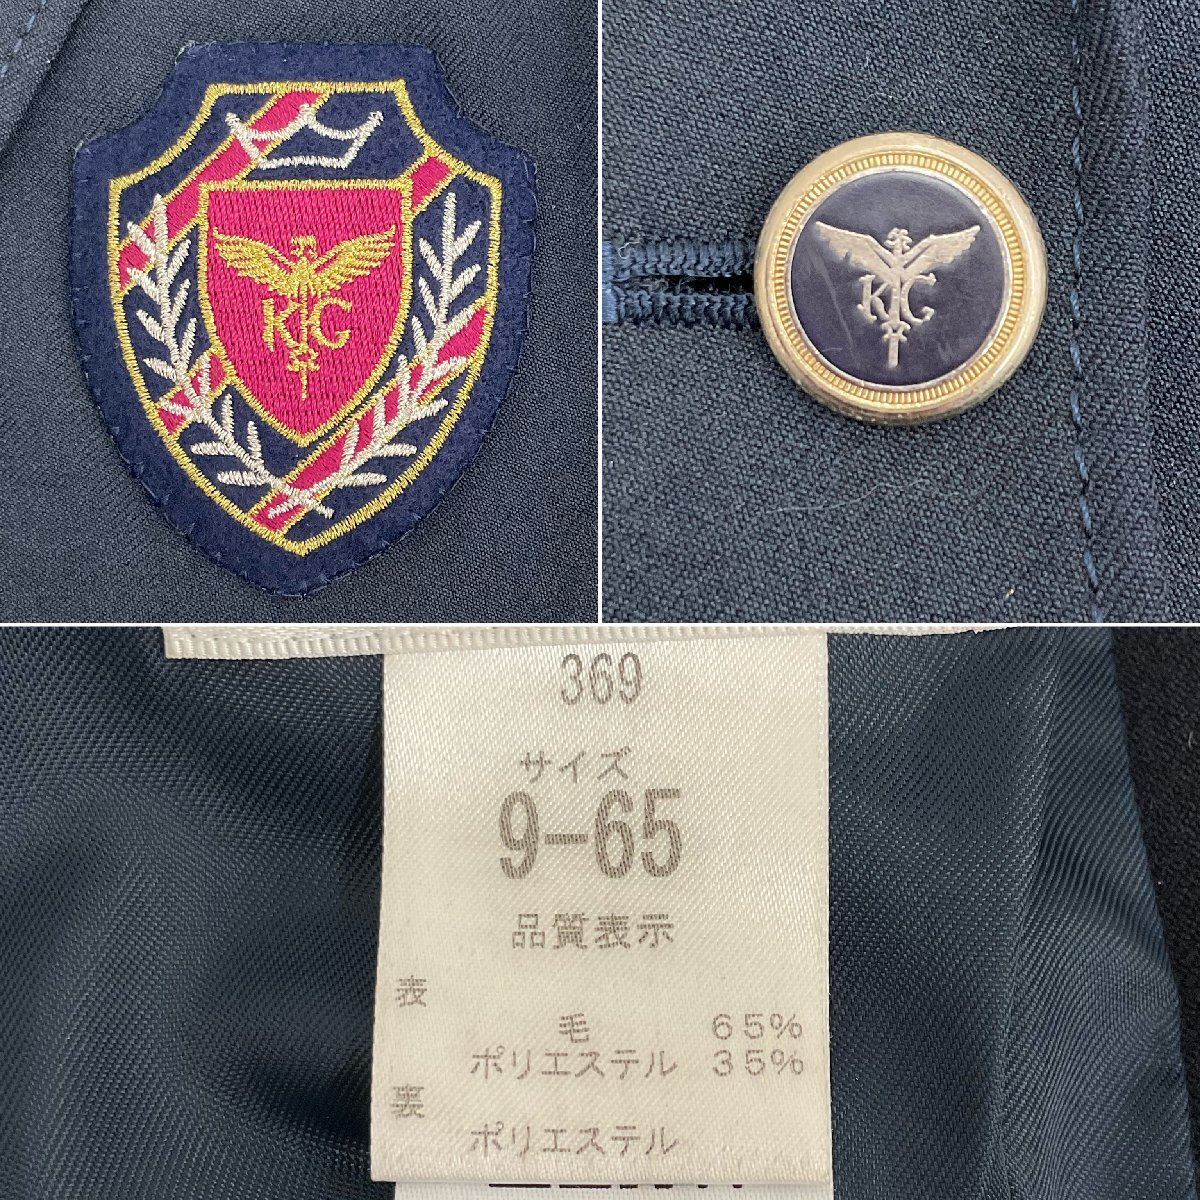 KG
KG
369
サイズ
9-65
品質表示
表
毛 65%
ポリエステル 35%
裏
ポリエステル